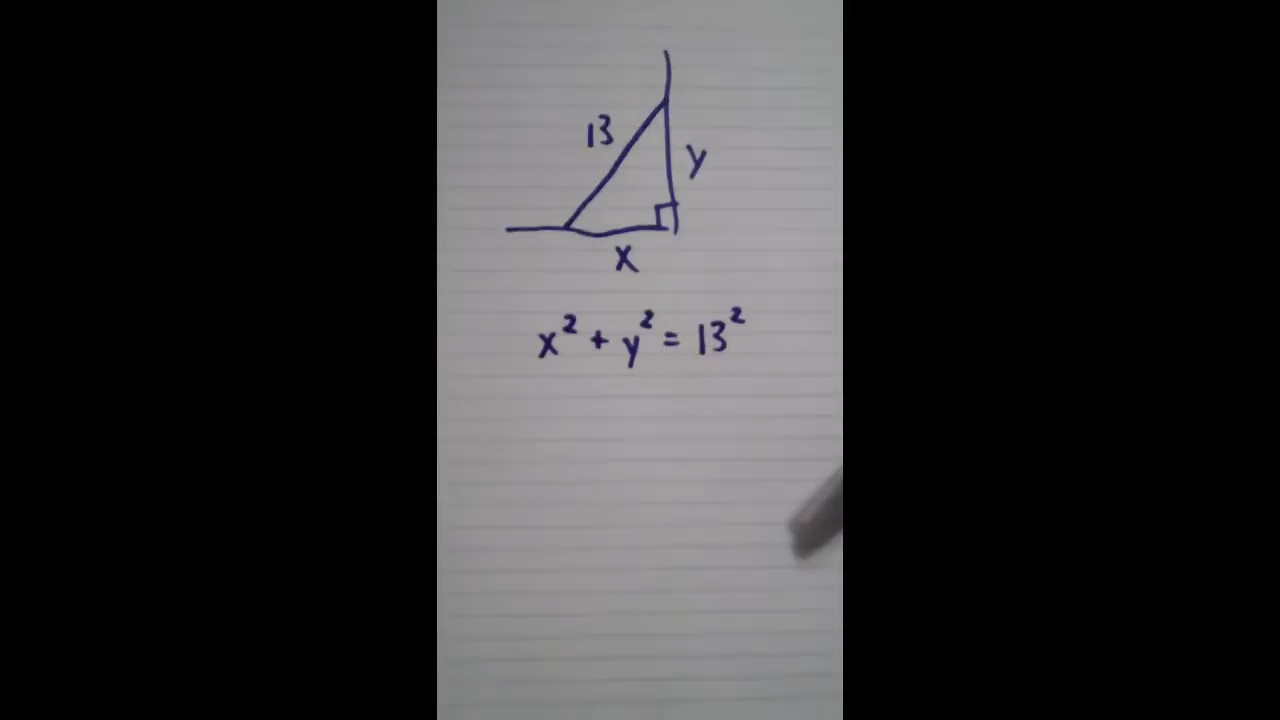 13
y
x
x² + y² = 13²